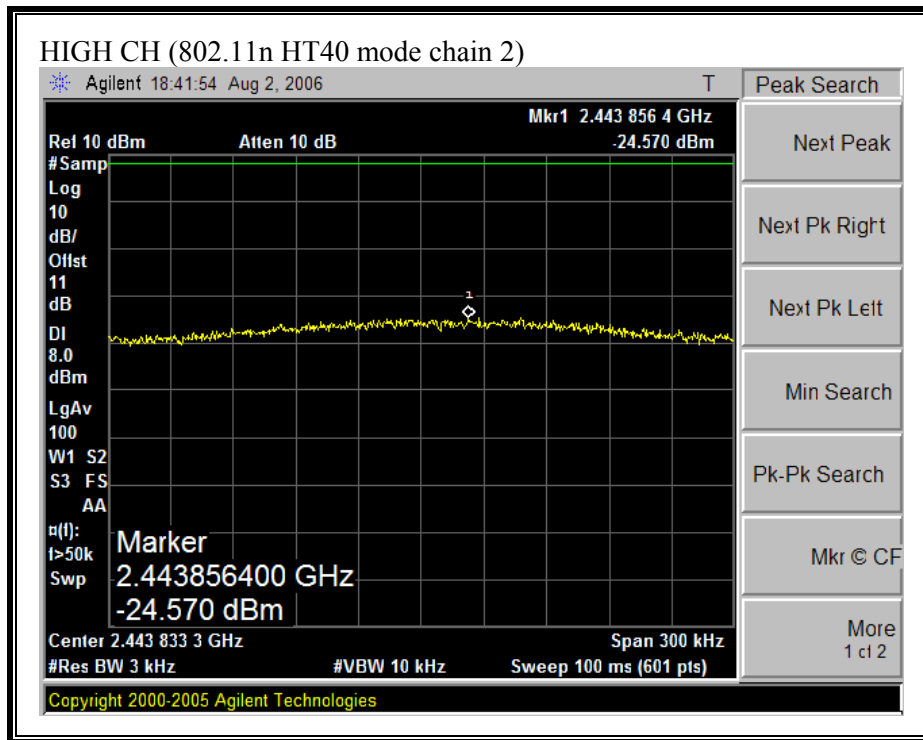 HIGH CH (802.11n HT40 mode chain 2)
Agilent 18:41:54 Aug 2, 2006 T
Peak Search
Mkr1 2.443 856 4 GHz
Ref 10 dBm Atten 10 dB -24.570 dBm
#Samp
Log
10
dB/
Offst
11
dB
DI
8.0
dBm
LgAv
100
W1 S2
S3 FS
AA
¤(f):
f>50k
Swp
1
Marker
2.443856400 GHz
-24.570 dBm
Center 2.443 833 3 GHz Span 300 kHz
#Res BW 3 kHz #VBW 10 kHz Sweep 100 ms (601 pts)
Copyright 2000-2005 Agilent Technologies
Next Peak
Next Pk Right
Next Pk Left
Min Search
Pk-Pk Search
Mkr © CF
More
1 of 2